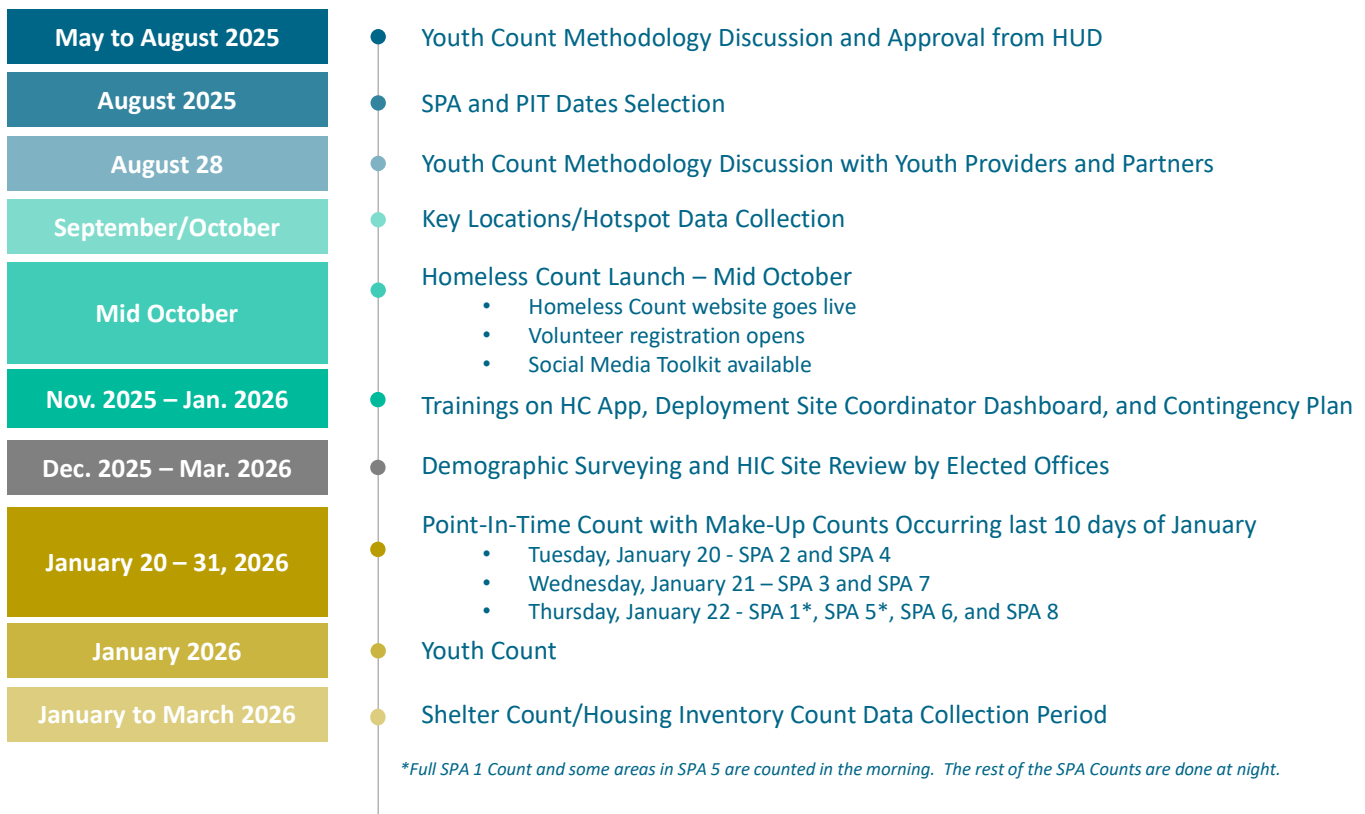 May to August 2025
Youth Count Methodology Discussion and Approval from HUD
August 2025
SPA and PIT Dates Selection
August 28
Youth Count Methodology Discussion with Youth Providers and Partners
September/October
Key Locations/Hotspot Data Collection
Mid October
Homeless Count Launch – Mid October
• Homeless Count website goes live
• Volunteer registration opens
• Social Media Toolkit available
Nov. 2025 – Jan. 2026
Trainings on HC App, Deployment Site Coordinator Dashboard, and Contingency Plan
Dec. 2025 – Mar. 2026
Demographic Surveying and HIC Site Review by Elected Offices
January 20 – 31, 2026
Point-In-Time Count with Make-Up Counts Occurring last 10 days of January
• Tuesday, January 20 - SPA 2 and SPA 4
• Wednesday, January 21 – SPA 3 and SPA 7
• Thursday, January 22 - SPA 1*, SPA 5*, SPA 6, and SPA 8
January 2026
Youth Count
January to March 2026
Shelter Count/Housing Inventory Count Data Collection Period
*Full SPA 1 Count and some areas in SPA 5 are counted in the morning. The rest of the SPA Counts are done at night.